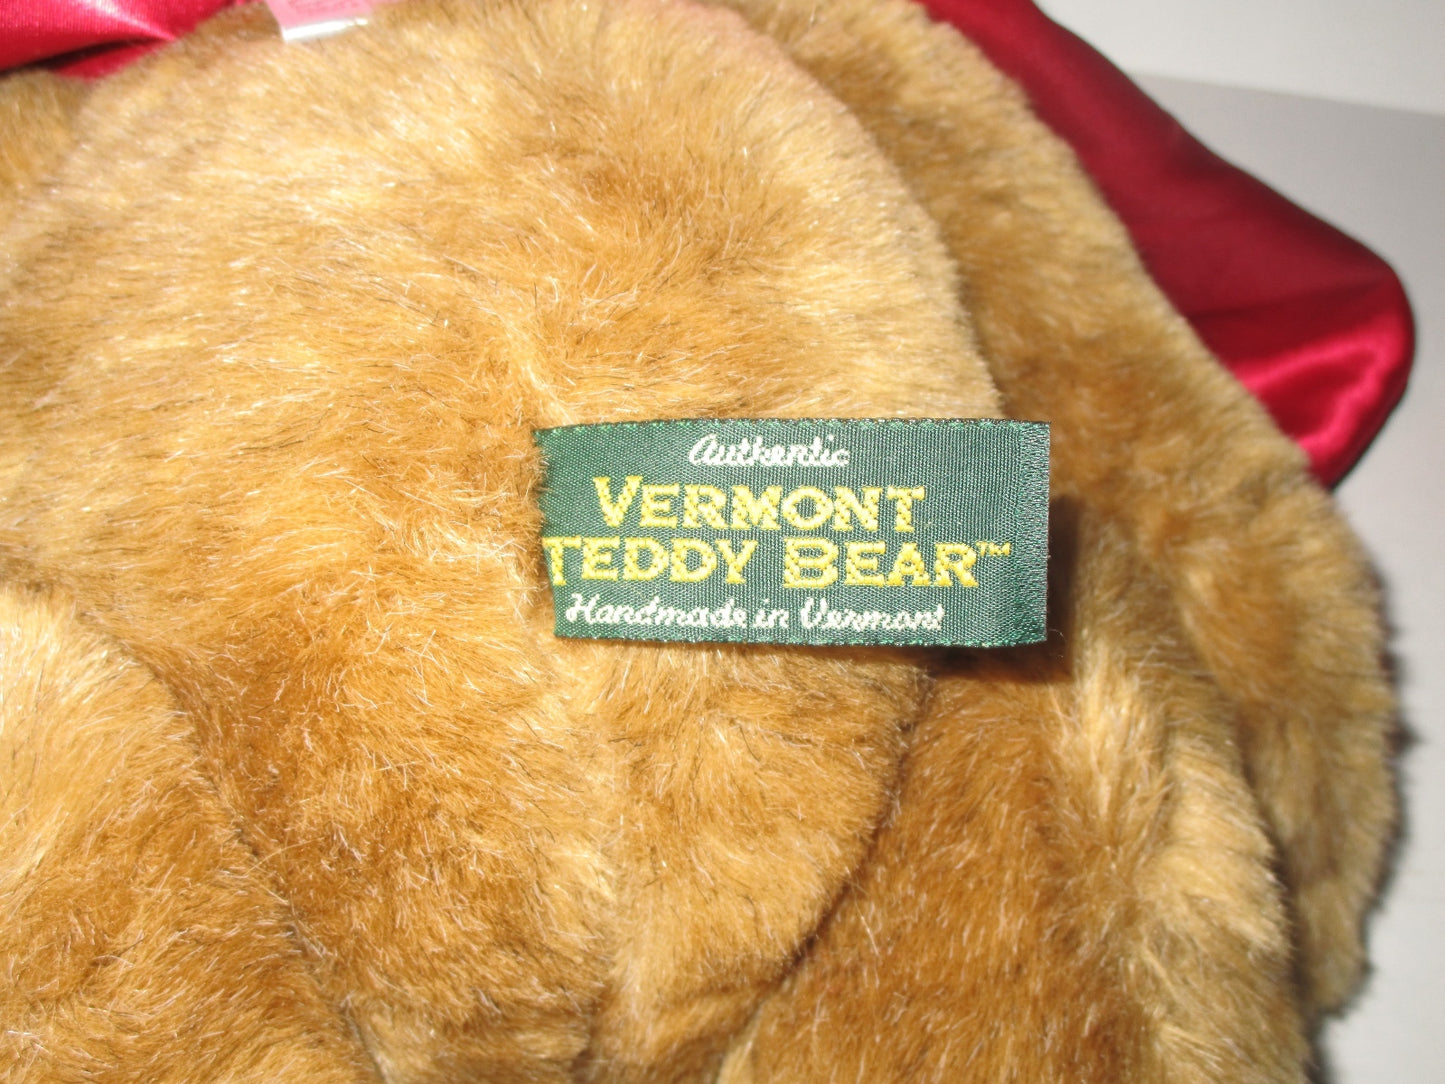 Authentic
VERMONT
TEDDY BEAR™
Handmade in Vermont